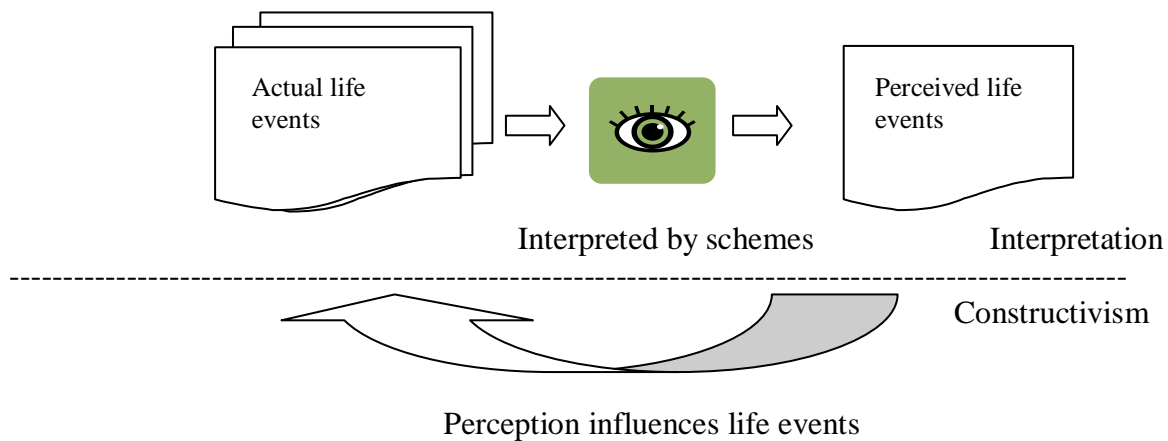 Actual life
events
Perceived life
events
Interpreted by schemes
Interpretation
Constructivism
Perception influences life events